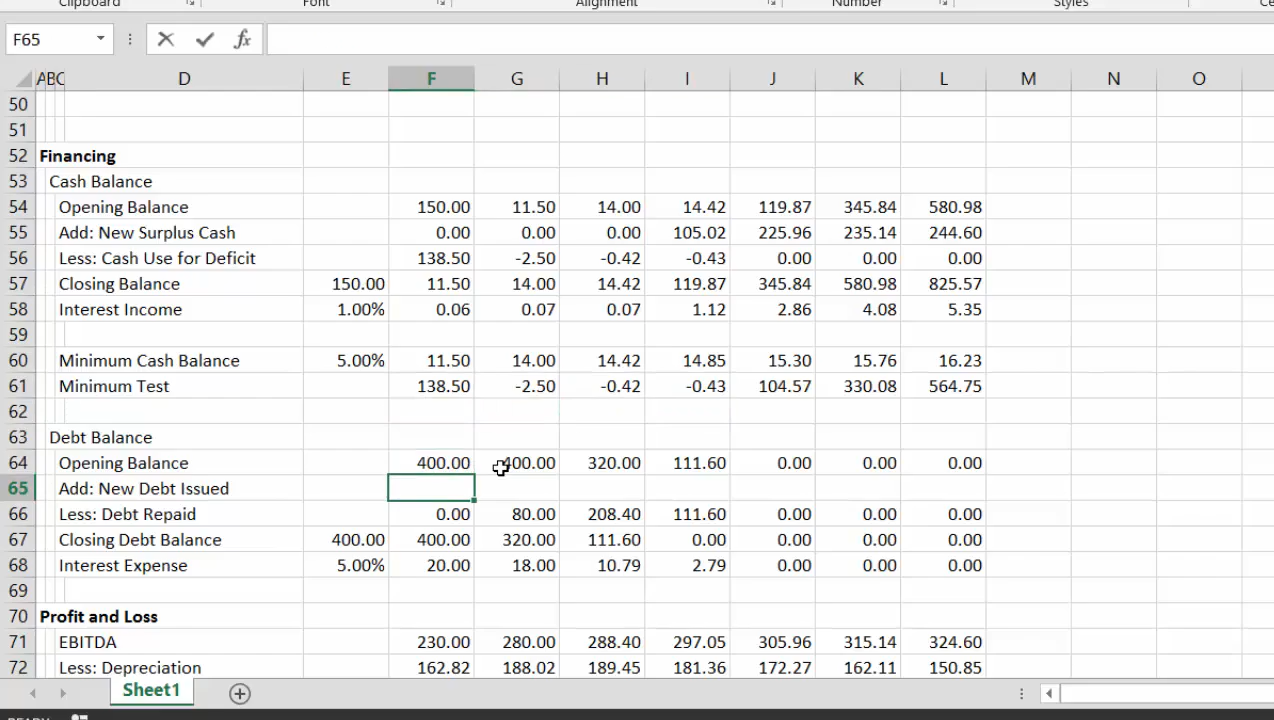 Clipboard Font Alignment Number Styles
F65 fx
A B C D E F G H I J K L M N O
50
51
52 Financing
53 Cash Balance
54 Opening Balance 150.00 11.50 14.00 14.42 119.87 345.84 580.98
55 Add: New Surplus Cash 0.00 0.00 0.00 105.02 225.96 235.14 244.60
56 Less: Cash Use for Deficit 138.50 -2.50 -0.42 -0.43 0.00 0.00 0.00
57 Closing Balance 150.00 11.50 14.00 14.42 119.87 345.84 580.98 825.57
58 Interest Income 1.00% 0.06 0.07 0.07 1.12 2.86 4.08 5.35
59
60 Minimum Cash Balance 5.00% 11.50 14.00 14.42 14.85 15.30 15.76 16.23
61 Minimum Test 138.50 -2.50 -0.42 -0.43 104.57 330.08 564.75
62
63 Debt Balance
64 Opening Balance 400.00 400.00 320.00 111.60 0.00 0.00 0.00
65 Add: New Debt Issued
66 Less: Debt Repaid 0.00 80.00 208.40 111.60 0.00 0.00 0.00
67 Closing Debt Balance 400.00 400.00 320.00 111.60 0.00 0.00 0.00 0.00
68 Interest Expense 5.00% 20.00 18.00 10.79 2.79 0.00 0.00 0.00
69
70 Profit and Loss
71 EBITDA 230.00 280.00 288.40 297.05 305.96 315.14 324.60
72 Less: Depreciation 162.82 188.02 189.45 181.36 172.27 162.11 150.85
Sheet1